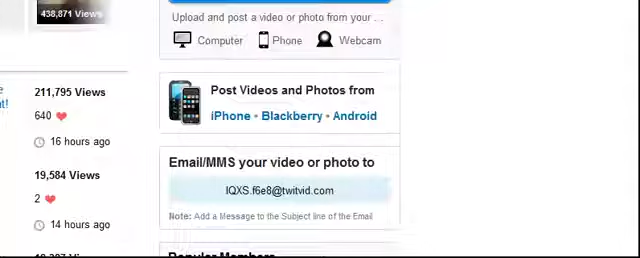 438,871 Views
Upload and post a video or photo from your ...
Computer
Phone
Webcam
t!
211,795 Views
640
16 hours ago
19,584 Views
2
14 hours ago
Post Videos and Photos from
iPhone • Blackberry • Android
Email/MMS your video or photo to
IQXS.f6e8@twitvid.com
Note: Add a Message to the Subject line of the Email
Popular Members